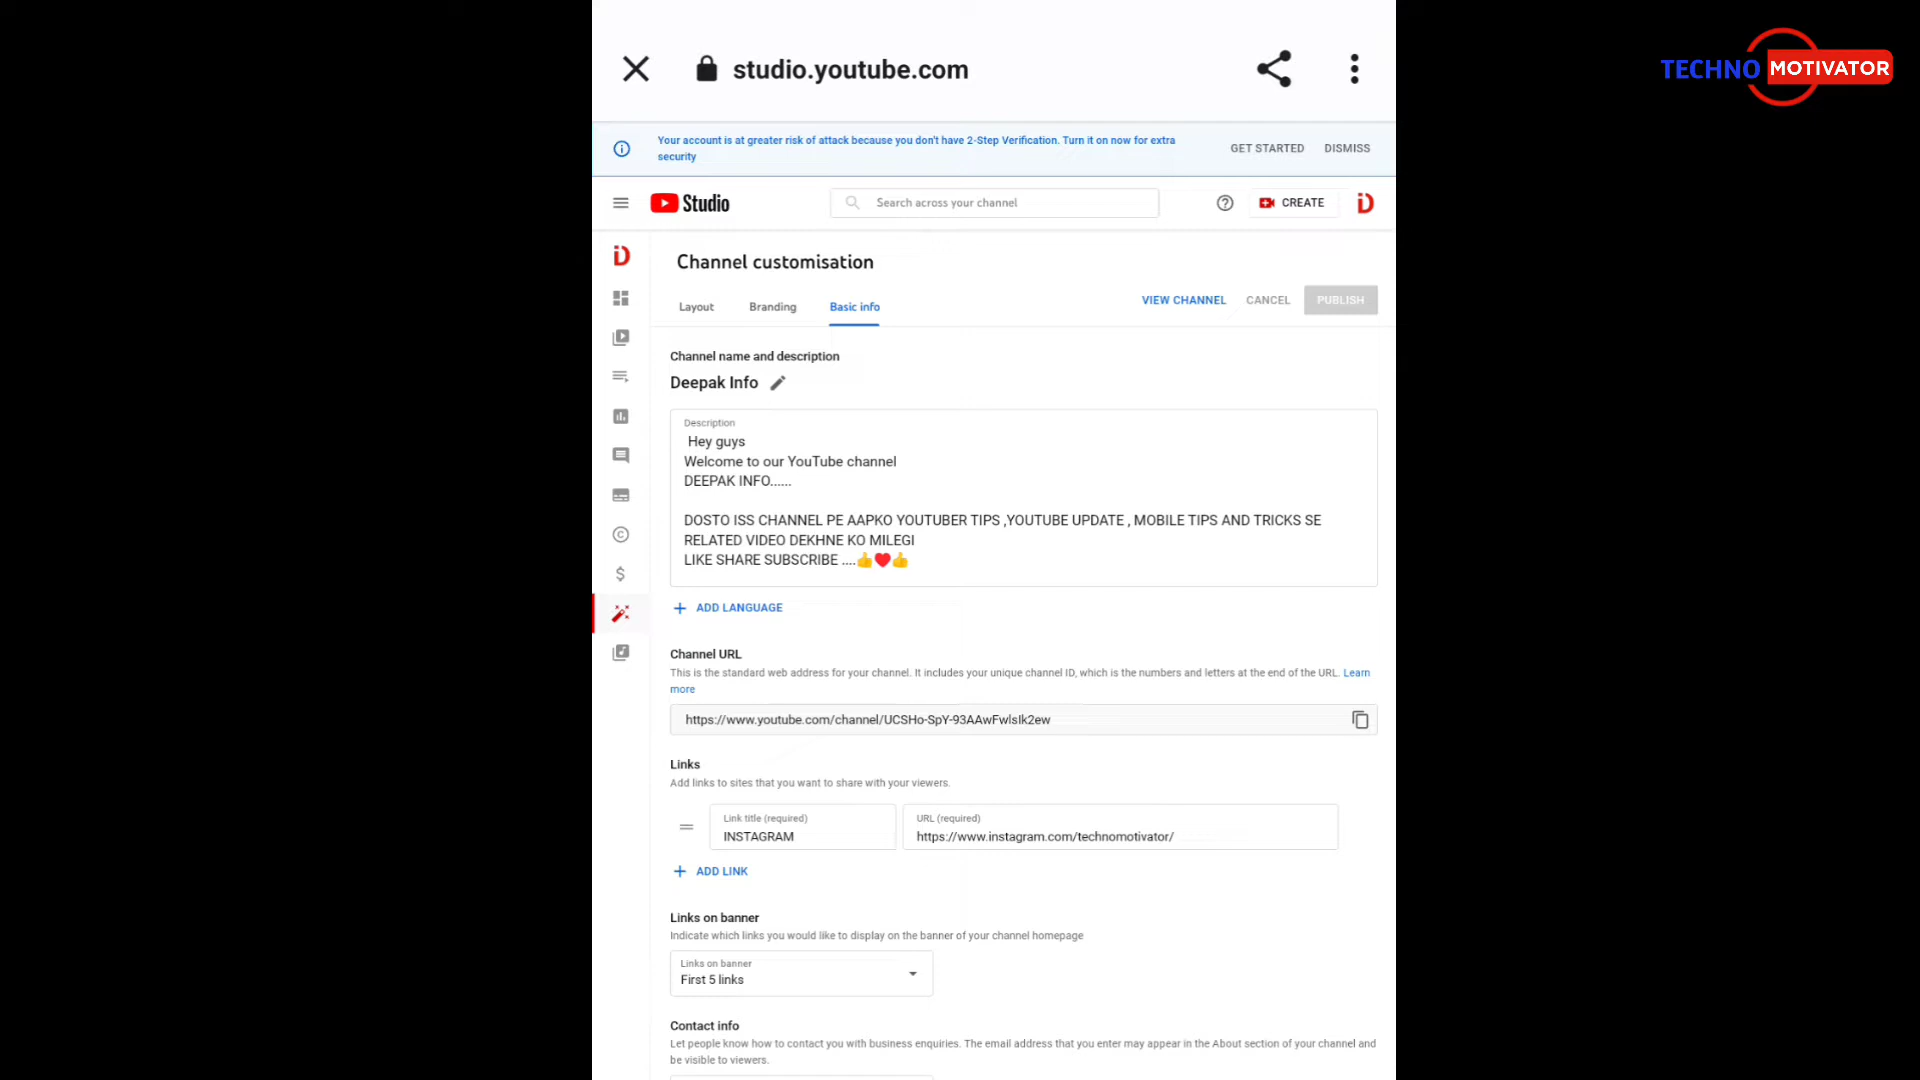 studio.youtube.com
TECHNO MOTIVATOR
Your account is at greater risk of attack because you don't have 2-Step Verification. Turn it on now for extra
security
GET STARTED DISMISS
Studio
Search across your channel
CREATE
Channel customisation
Layout Branding Basic info
VIEW CHANNEL CANCEL PUBLISH
Channel name and description
Deepak Info
Description
Hey guys
Welcome to our YouTube channel
DEEPAK INFO......
DOSTO ISS CHANNEL PE AAPKO YOUTUBER TIPS ,YOUTUBE UPDATE , MOBILE TIPS AND TRICKS SE
RELATED VIDEO DEKHNE KO MILEGI
LIKE SHARE SUBSCRIBE ....👍❤️👍
ADD LANGUAGE
Channel URL
This is the standard web address for your channel. It includes your unique channel ID, which is the numbers and letters at the end of the URL. Learn
more
https://www.youtube.com/channel/UCSHo-SpY-93AAwFwlsIk2ew
Links
Add links to sites that you want to share with your viewers.
Link title (required)
INSTAGRAM
URL (required)
https://www.instagram.com/technomotivator/
ADD LINK
Links on banner
Indicate which links you would like to display on the banner of your channel homepage
Links on banner
First 5 links
Contact info
Let people know how to contact you with business enquiries. The email address that you enter may appear in the About section of your channel and
be visible to viewers.